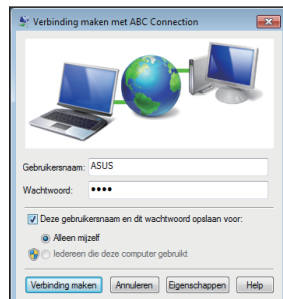 Verbinding maken met ABC Connection
Gebruikersnaam: ASUS
Wachtwoord: ••••
Deze gebruikersnaam en dit wachtwoord opslaan voor:
Alleen mijzelf
Iedereen die deze computer gebruikt
Verbinding maken Annuleren Eigenschappen Help